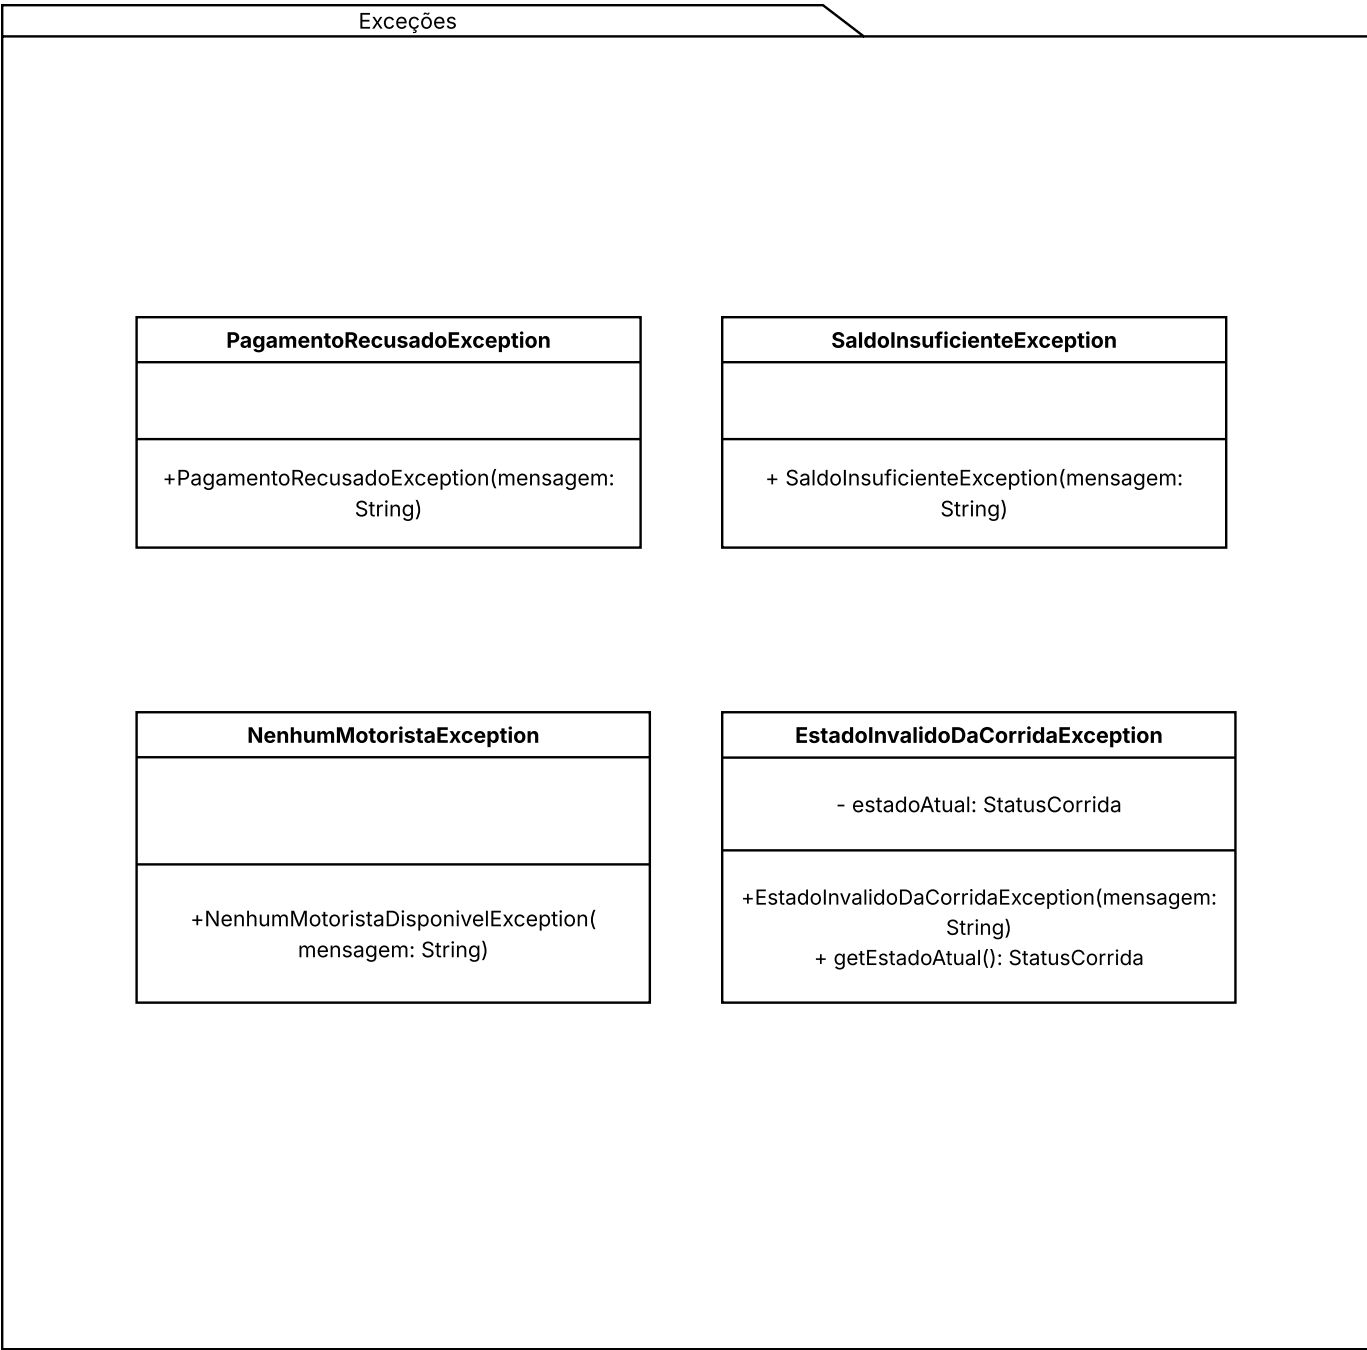 Exceções
PagamentoRecusadoException
+PagamentoRecusadoException(mensagem:
String)
SaldoInsuficienteException
+ SaldoInsuficienteException(mensagem:
String)
NenhumMotoristaException
+NenhumMotoristaDisponivelException(
mensagem: String)
EstadoInvalidoDaCorridaException
- estadoAtual: StatusCorrida
+EstadoInvalidoDaCorridaException(mensagem:
String)
+ getEstadoAtual(): StatusCorrida